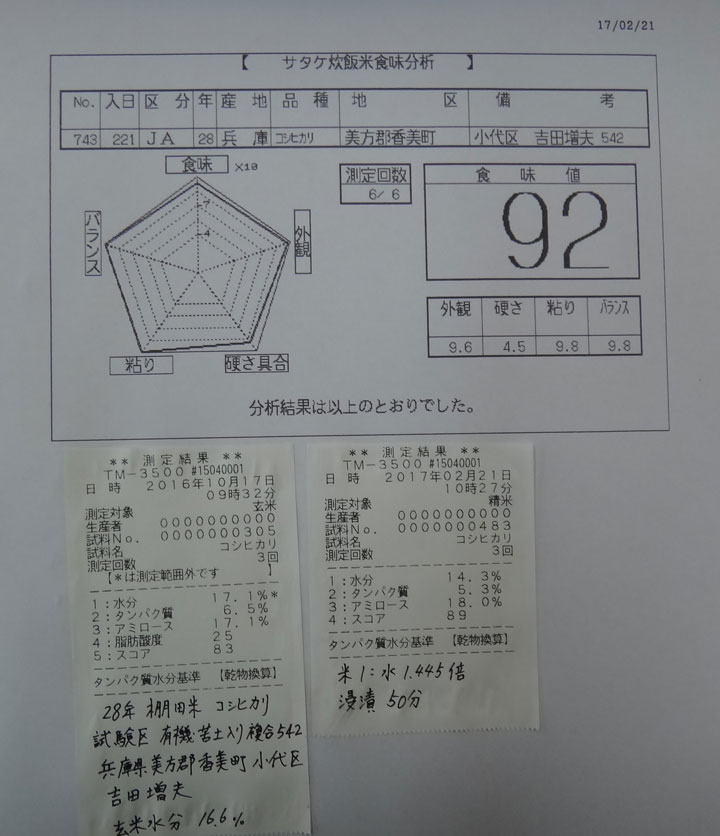 17/02/21
【 サタケ炊飯米食味分析 】
No. 入日 区分 年 産地 品種 地区 備考
743 221 JA 28 兵庫 コシヒカリ 美方郡香美町 小代区 吉田増夫 542
食味 ×10
7
4
バランス
外観
粘り
硬さ具合
測定回数
6/ 6
食味値
92
外観 硬さ 粘り バランス
9.6 4.5 9.8 9.8
分析結果は以上のとおりでした。
** 測定結果 **
TM-3500 #15040001
日時 2016年10月17日
09時32分
測定対象 玄米
生産者 0000000000
試料No. 0000000305
試料名 コシヒカリ
測定回数 3回
【*は測定範囲外です 】
1:水分 17.1%*
2:タンパク質 6.5%
3:アミロース 17.1%
4:脂肪酸度 25
5:スコア 83
タンパク質水分基準 【乾物換算】
28年 棚田米 コシヒカリ
試験区 有機苦土入り複合542
兵庫県美方郡香美町小代区
吉田増夫
玄米水分 16.6%
** 測定結果 **
TM-3500 #15040001
日時 2017年02月21日
10時27分
測定対象 精米
生産者 0000000000
試料No. 0000000483
試料名 コシヒカリ
測定回数 3回
1:水分 14.3%
2:タンパク質 5.3%
3:アミロース 18.0%
4:スコア 89
タンパク質水分基準 【乾物換算】
米1:水1.445倍
浸漬 50分